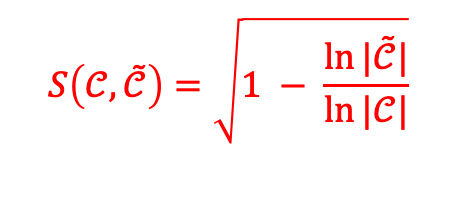 S(𝒞, 𝒞̃) = √(1 − ln |𝒞̃| / ln |𝒞|)